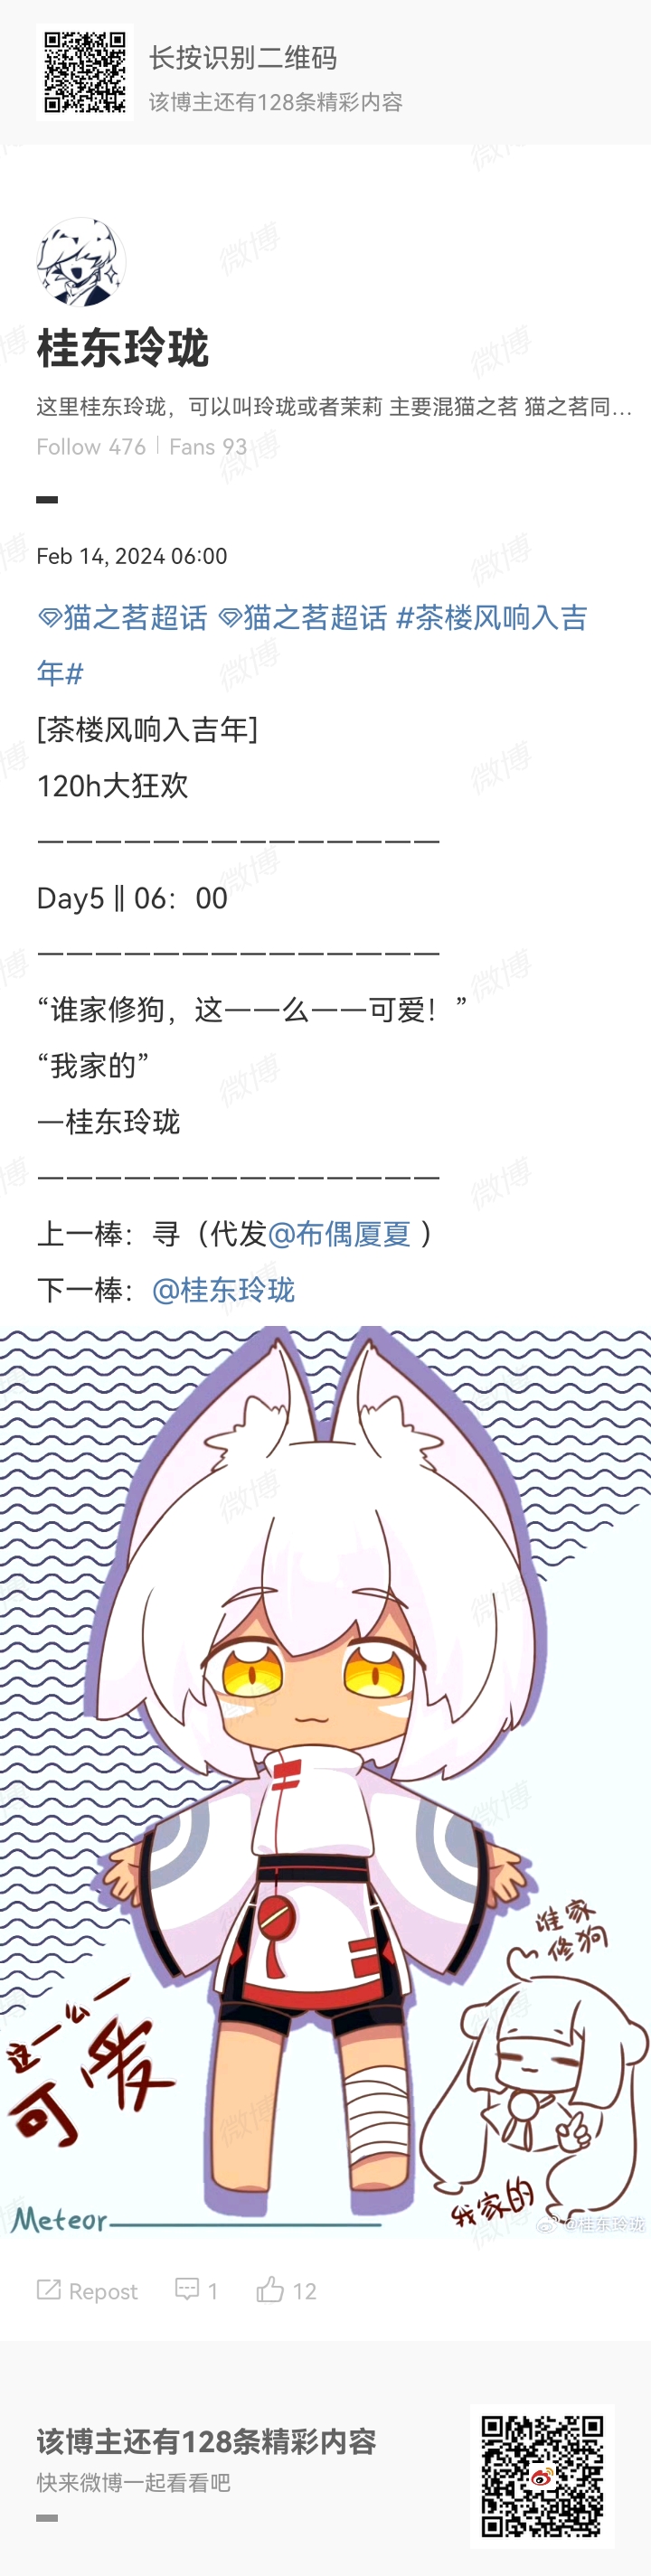 长按识别二维码
该博主还有128条精彩内容
桂东玲珑
这里桂东玲珑，可以叫玲珑或者茉莉 主要混猫之茗 猫之茗同...
Follow 476 | Fans 93
Feb 14, 2024 06:00
猫之茗超话 猫之茗超话 #茶楼风响入吉
年#
[茶楼风响入吉年]
120h大狂欢
——————————————
Day5 ‖ 06：00
——————————————
“谁家修狗，这一一么一一可爱！”
“我家的”
—桂东玲珑
——————————————
上一棒：寻（代发@布偶厦夏 ）
下一棒：@桂东玲珑
谁家
修狗
这一么一
可爱
我家的
Meteor
@桂东玲珑
Repost 1 12
该博主还有128条精彩内容
快来微博一起看看吧
微博